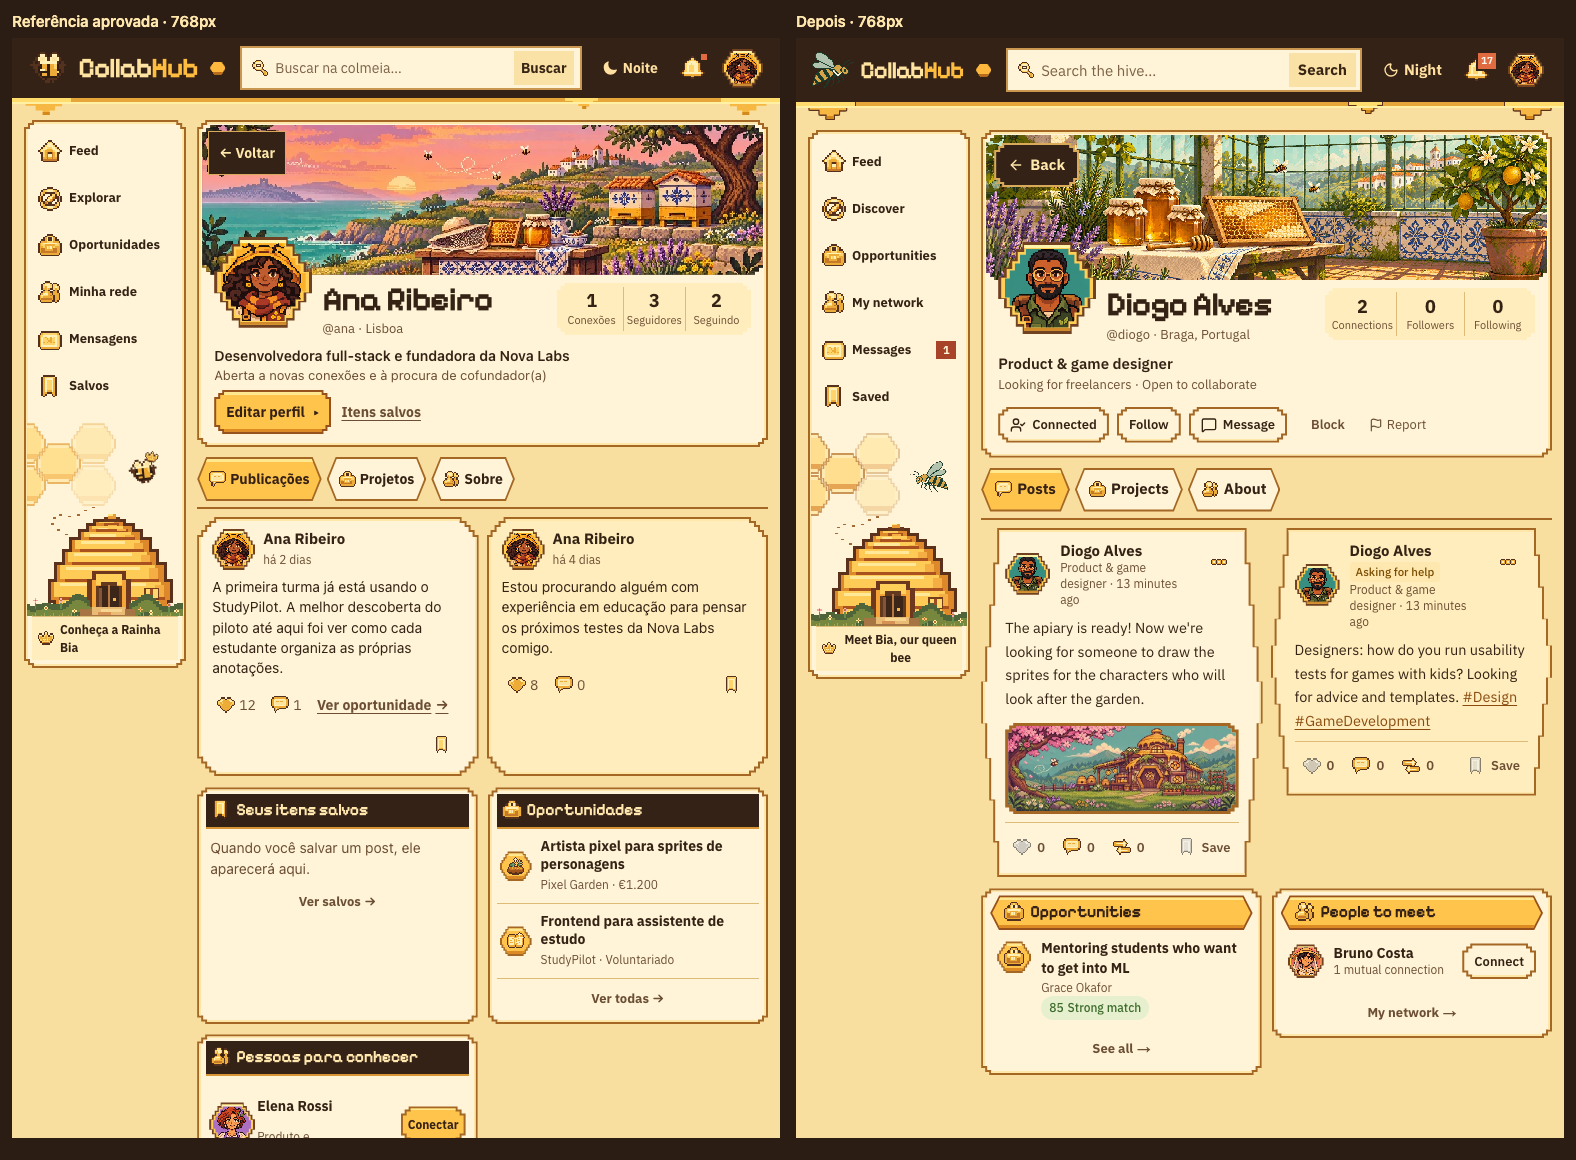 Referência aprovada · 768px
CollabHub
Buscar na colmeia...
Buscar
Noite
Feed
Explorar
Oportunidades
Minha rede
Mensagens
Salvos
Conheça a Rainha
Bia
← Voltar
Ana Ribeiro
@ana · Lisboa
1
Conexões
3
Seguidores
2
Seguindo
Desenvolvedora full-stack e fundadora da Nova Labs
Aberta a novas conexões e à procura de cofundador(a)
Editar perfil
Itens salvos
Publicações
Projetos
Sobre
Ana Ribeiro
há 2 dias
A primeira turma já está usando o
StudyPilot. A melhor descoberta do
piloto até aqui foi ver como cada
estudante organiza as próprias
anotações.
12
1
Ver oportunidade →
Ana Ribeiro
há 4 dias
Estou procurando alguém com
experiência em educação para pensar
os próximos testes da Nova Labs
comigo.
8
0
Seus itens salvos
Quando você salvar um post, ele
aparecerá aqui.
Ver salvos →
Oportunidades
Artista pixel para sprites de
personagens
Pixel Garden · €1.200
Frontend para assistente de
estudo
StudyPilot · Voluntariado
Ver todas →
Pessoas para conhecer
Elena Rossi
Produto e
Conectar
Depois · 768px
CollabHub
Search the hive...
Search
Night
17
Feed
Discover
Opportunities
My network
Messages
1
Saved
Meet Bia, our queen
bee
← Back
Diogo Alves
@diogo · Braga, Portugal
2
Connections
0
Followers
0
Following
Product & game designer
Looking for freelancers · Open to collaborate
Connected
Follow
Message
Block
Report
Posts
Projects
About
Diogo Alves
Product & game
designer · 13 minutes
ago
The apiary is ready! Now we're
looking for someone to draw the
sprites for the characters who will
look after the garden.
0
0
0
Save
Diogo Alves
Asking for help
Product & game
designer · 13 minutes
ago
Designers: how do you run usability
tests for games with kids? Looking
for advice and templates. #Design
#GameDevelopment
0
0
0
Save
Opportunities
Mentoring students who want
to get into ML
Grace Okafor
85 Strong match
See all →
People to meet
Bruno Costa
1 mutual connection
Connect
My network →